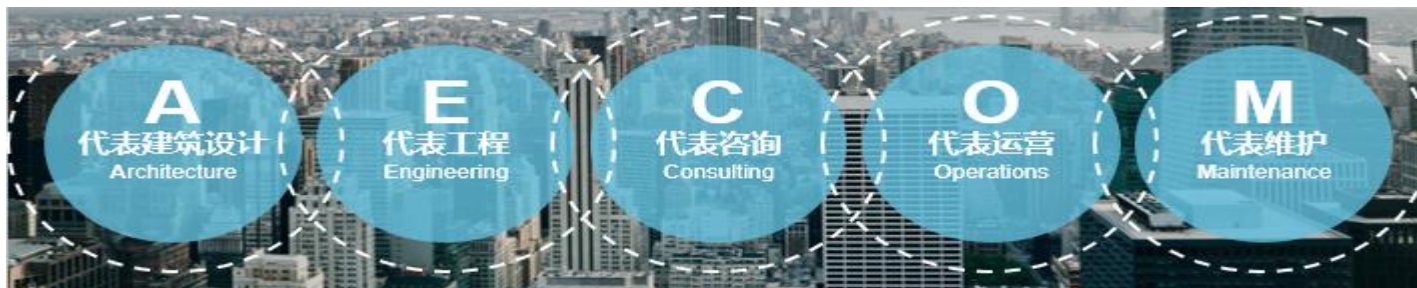 A
代表建筑设计
Architecture
E
代表工程
Engineering
C
代表咨询
Consulting
O
代表运营
Operations
M
代表维护
Maintenance